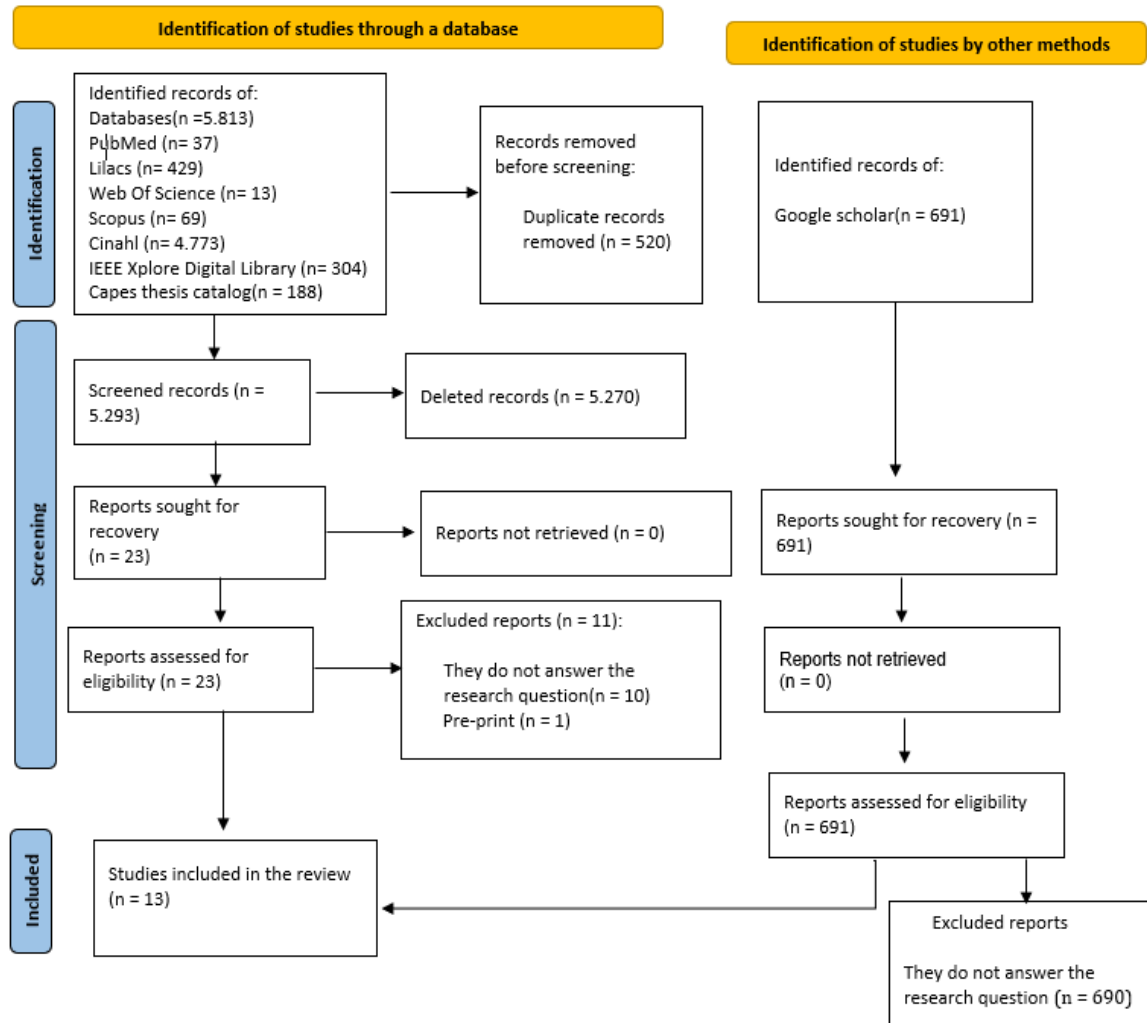 Identification of studies through a database
Identification of studies by other methods
Identification
Identified records of:
Databases(n =5.813)
PubMed (n= 37)
Lilacs (n= 429)
Web Of Science (n= 13)
Scopus (n= 69)
Cinahl (n= 4.773)
IEEE Xplore Digital Library (n= 304)
Capes thesis catalog(n = 188)
Records removed
before screening:
Duplicate records
removed (n = 520)
Identified records of:
Google scholar(n = 691)
Screening
Screened records (n =
5.293)
Deleted records (n = 5.270)
Reports sought for
recovery
(n = 23)
Reports not retrieved (n = 0)
Reports sought for recovery (n =
691)
Reports assessed for
eligibility (n = 23)
Excluded reports (n = 11):
They do not answer the
research question(n = 10)
Pre-print (n = 1)
Reports not retrieved
(n = 0)
Reports assessed for eligibility
(n = 691)
Included
Studies included in the review
(n = 13)
Excluded reports
They do not answer the
research question (n = 690)